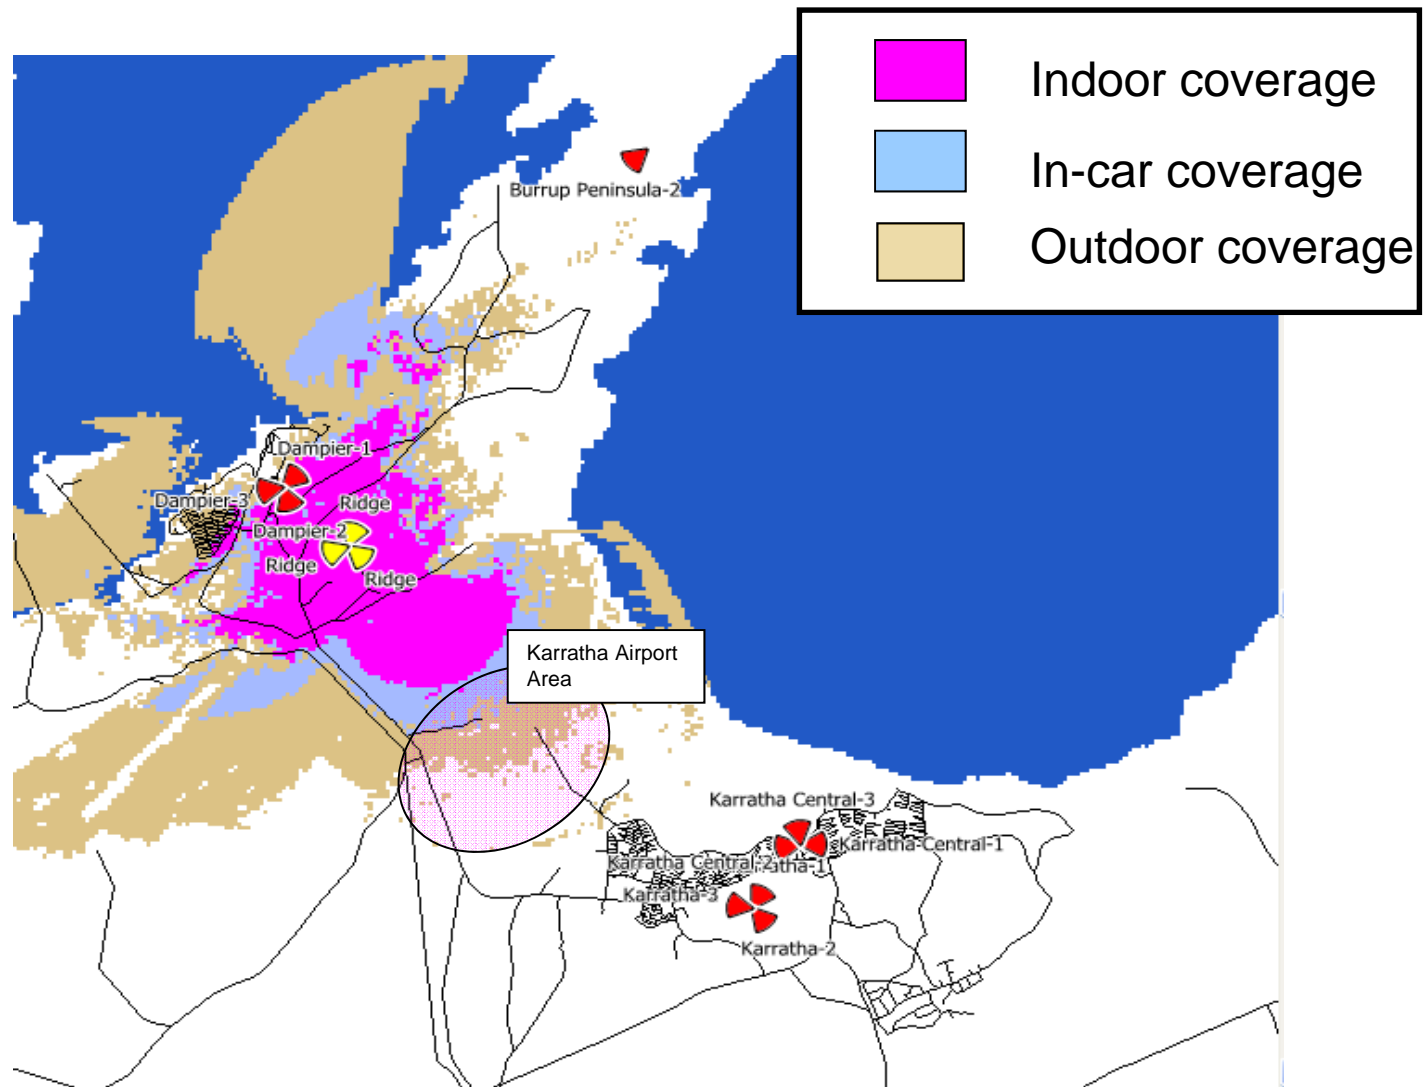 Indoor coverage
In-car coverage
Outdoor coverage
Burrup Peninsula-2
Dampier-1
Dampier-3
Ridge
Dampier-2
Ridge
Ridge
Karratha Airport
Area
Karratha Central-3
Karratha Central-1
Karratha Central-2
Karratha-3
Karratha-2